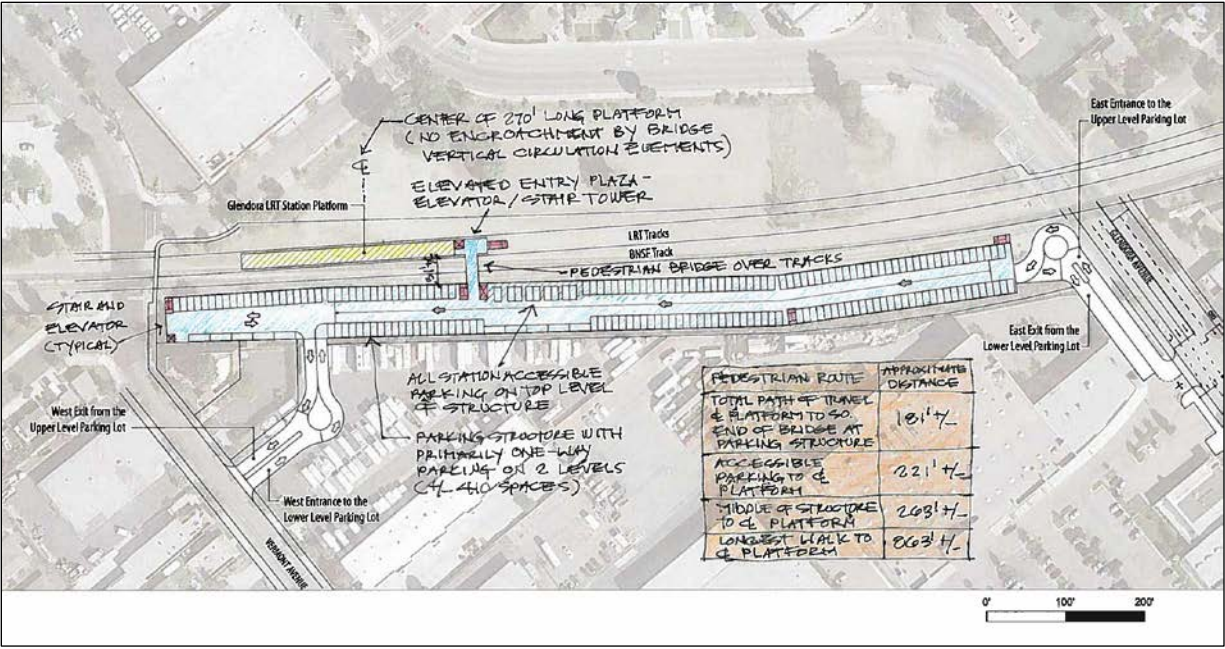 CENTER OF 270' LONG PLATFORM
(NO ENCROACHMENT BY BRIDGE
VERTICAL CIRCULATION ELEMENTS)
East Entrance to the
Upper Level Parking Lot
℄
ELEVATED ENTRY PLAZA -
ELEVATOR / STAIR TOWER
Glendora LRT Station Platform
LRT Tracks
BNSF Track
PEDESTRIAN BRIDGE OVER TRACKS
GLENDORA AVENUE
STAIR AND
ELEVATOR
(TYPICAL)
East Exit from the
Lower Level Parking Lot
ALL STATION ACCESSIBLE
PARKING ON TOP LEVEL
OF STRUCTURE
West Exit from the
Upper Level Parking Lot
PARKING STRUCTURE WITH
PRIMARILY ONE-WAY
PARKING ON 2 LEVELS
(+/- 410 SPACES)
West Entrance to the
Lower Level Parking Lot
VERMONT AVENUE
PEDESTRIAN ROUTE
APPROXIMATE
DISTANCE
TOTAL PATH OF TRAVEL
℄ PLATFORM TO SO.
END OF BRIDGE AT
PARKING STRUCTURE
181' +/-
ACCESSIBLE
PARKING TO ℄
PLATFORM
221' +/-
MIDDLE OF STRUCTURE
TO ℄ PLATFORM
263' +/-
LONGEST WALK TO
℄ PLATFORM
863' +/-
0' 100' 200'